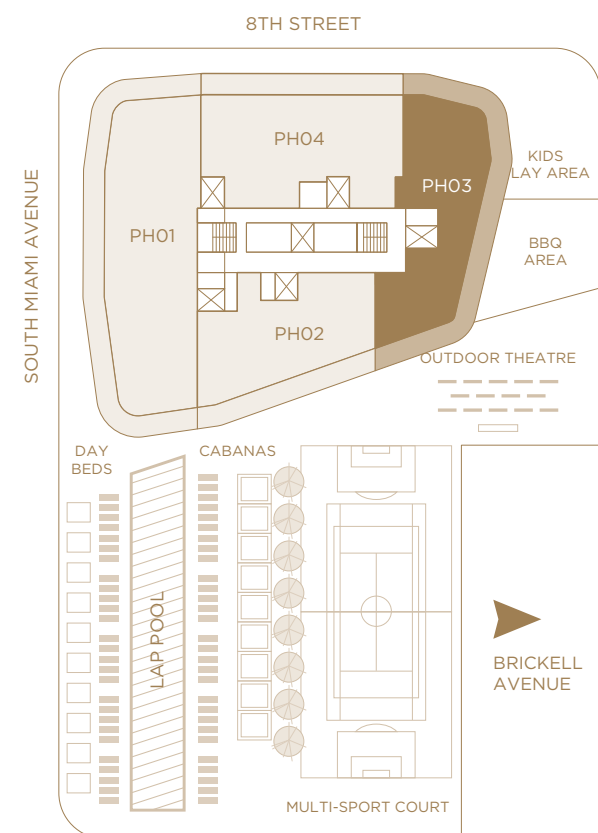 8TH STREET
SOUTH MIAMI AVENUE
PH04
PH03
PH01
PH02
KIDS
LAY AREA
BBQ
AREA
OUTDOOR THEATRE
DAY
BEDS
CABANAS
LAP POOL
BRICKELL
AVENUE
MULTI-SPORT COURT